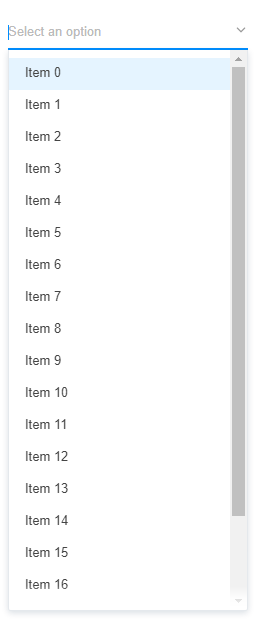 Select an option
Item 0
Item 1
Item 2
Item 3
Item 4
Item 5
Item 6
Item 7
Item 8
Item 9
Item 10
Item 11
Item 12
Item 13
Item 14
Item 15
Item 16